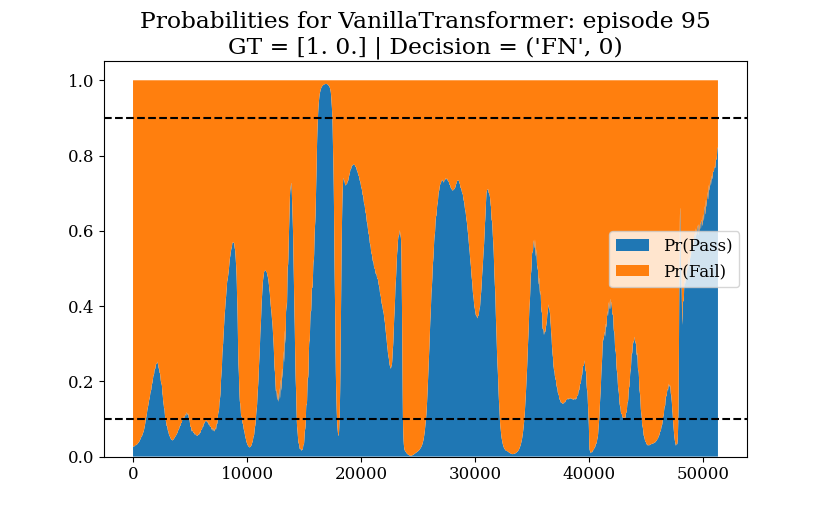 Probabilities for VanillaTransformer: episode 95
GT = [1. 0.] | Decision = ('FN', 0)
1.0
0.8
0.6
0.4
0.2
0.0
Pr(Pass)
Pr(Fail)
0 10000 20000 30000 40000 50000